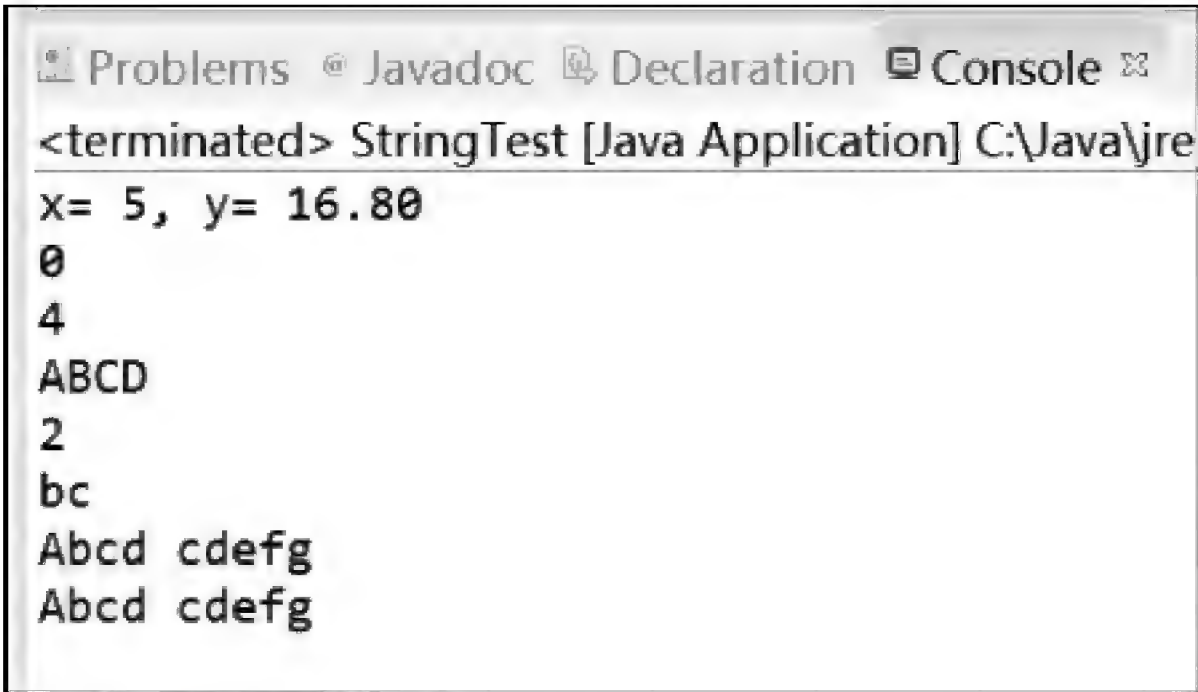 Problems @ Javadoc Declaration Console
<terminated> StringTest [Java Application] C:\Java\jre
x= 5, y= 16.80
0
4
ABCD
2
bc
Abcd cdefg
Abcd cdefg